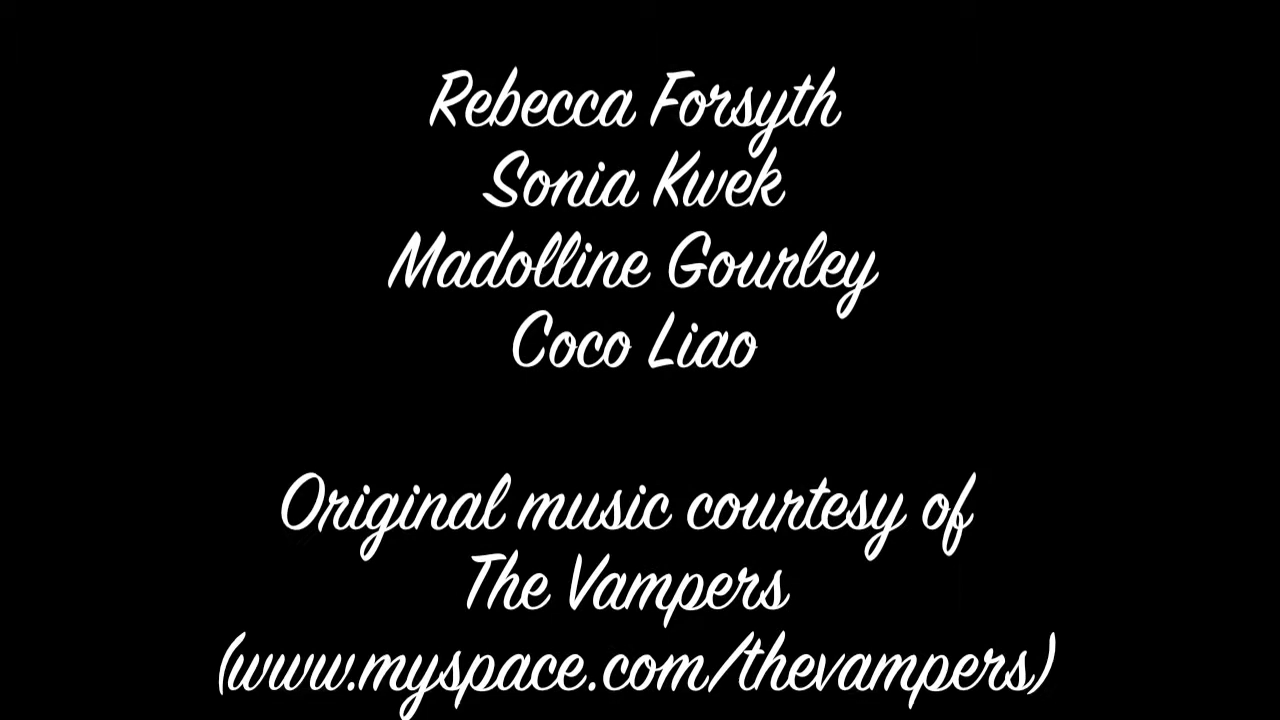 Rebecca Forsyth
Sonia Kwek
Madolline Gourley
Coco Liao
Original music courtesy of
The Vampers
(www.myspace.com/thevampers)